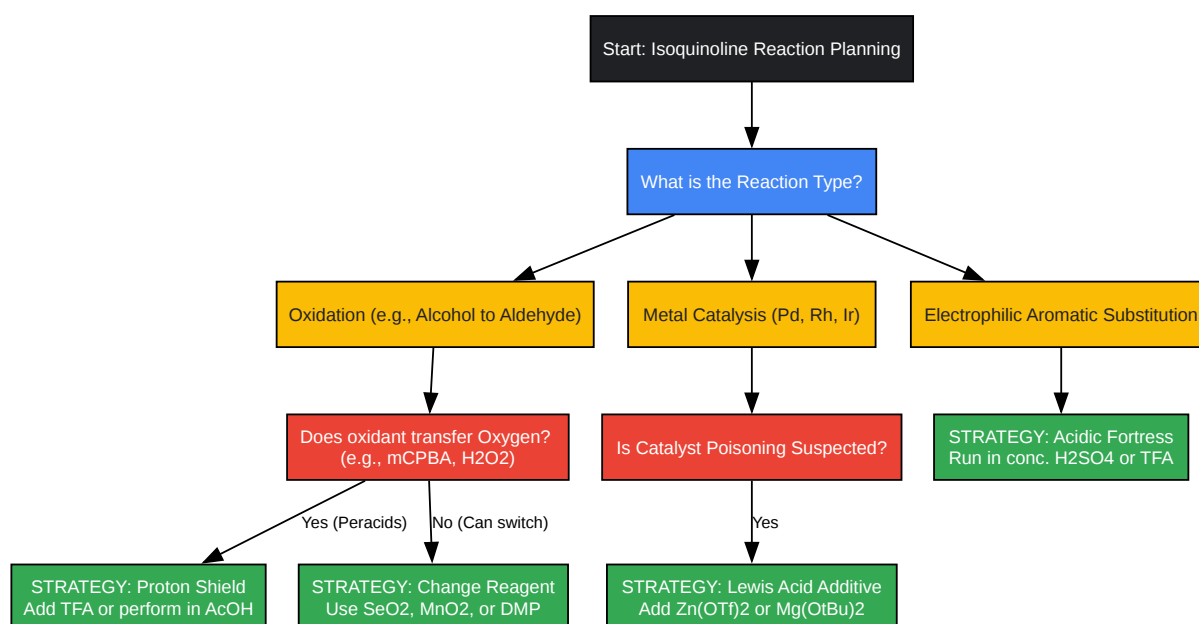 Start: Isoquinoline Reaction Planning
What is the Reaction Type?
Oxidation (e.g., Alcohol to Aldehyde)
Metal Catalysis (Pd, Rh, Ir)
Electrophilic Aromatic Substitution
Does oxidant transfer Oxygen?
(e.g., mCPBA, H2O2)
Is Catalyst Poisoning Suspected?
STRATEGY: Acidic Fortress
Run in conc. H2SO4 or TFA
Yes (Peracids)
No (Can switch)
Yes
STRATEGY: Proton Shield
Add TFA or perform in AcOH
STRATEGY: Change Reagent
Use SeO2, MnO2, or DMP
STRATEGY: Lewis Acid Additive
Add Zn(OTf)2 or Mg(OtBu)2